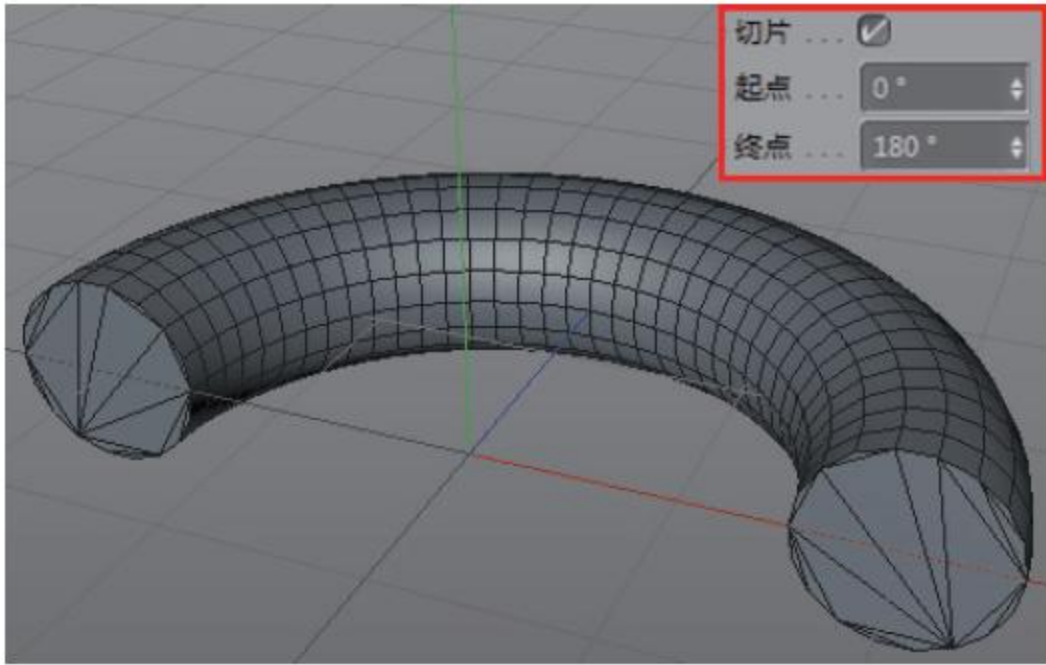 切片 . . .
起点 . . . 0 °
终点 . . . 180 °